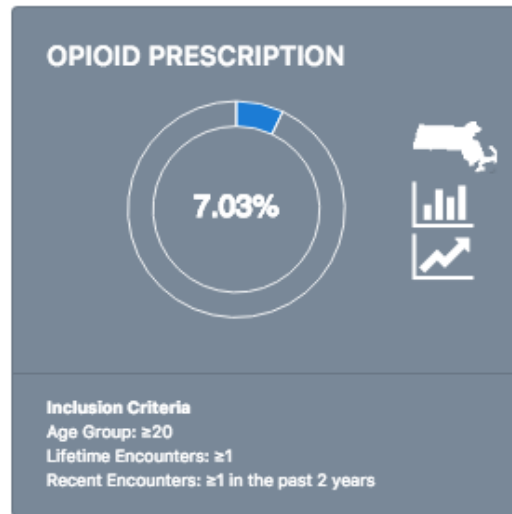 OPIOID PRESCRIPTION
7.03%
Inclusion Criteria
Age Group: ≥20
Lifetime Encounters: ≥1
Recent Encounters: ≥1 in the past 2 years